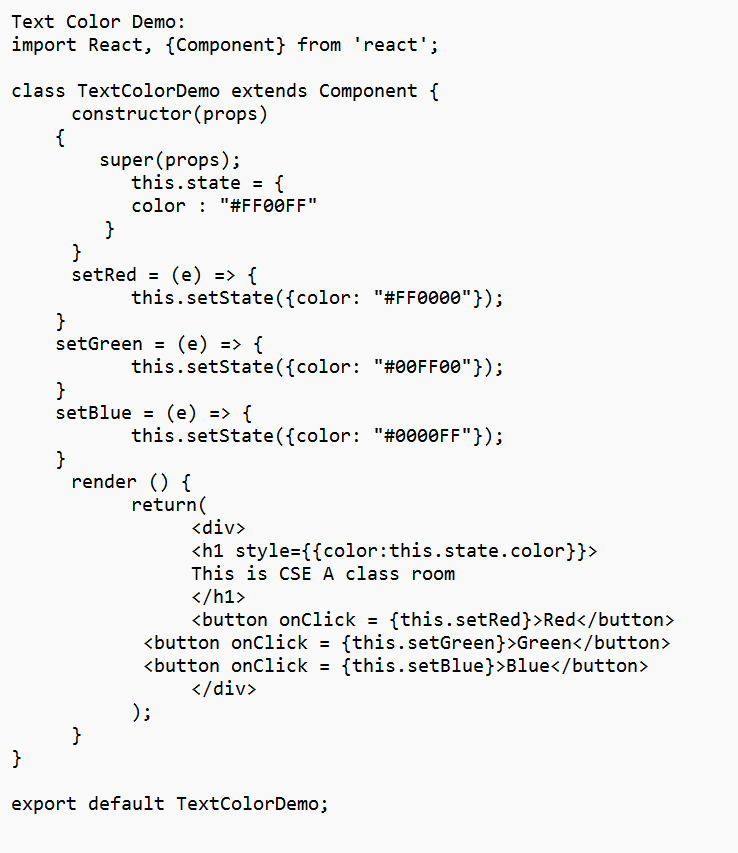 Text Color Demo:
import React, {Component} from 'react';

class TextColorDemo extends Component {
      constructor(props)
    {
        super(props);
           this.state = {
           color : "#FF00FF"
         }
      }
      setRed = (e) => {
           this.setState({color: "#FF0000"});
    }
    setGreen = (e) => {
           this.setState({color: "#00FF00"});
    }
    setBlue = (e) => {
           this.setState({color: "#0000FF"});
    }
      render () {
           return(
                <div>
                <h1 style={{color:this.state.color}}>
                This is CSE A class room
                </h1>
                <button onClick = {this.setRed}>Red</button>
            <button onClick = {this.setGreen}>Green</button>
            <button onClick = {this.setBlue}>Blue</button>
                </div>
           );
      }
}

export default TextColorDemo;